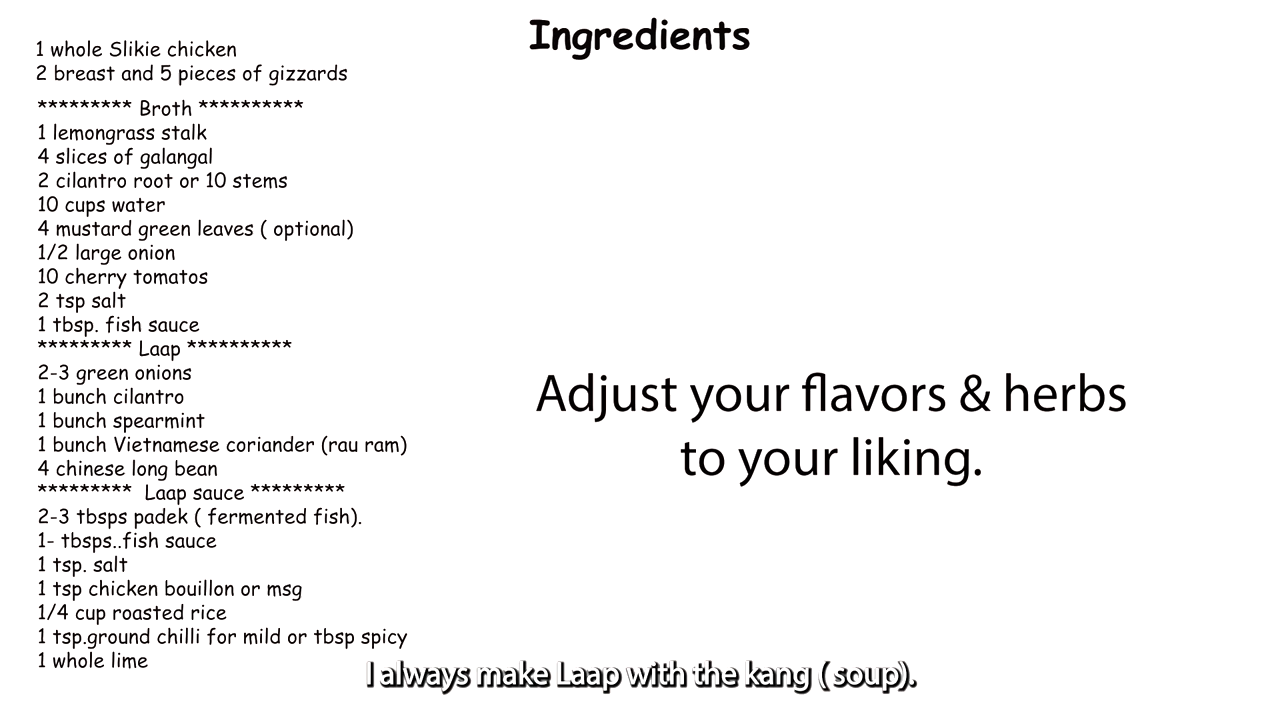 Ingredients
1 whole Slikie chicken
2 breast and 5 pieces of gizzards
********* Broth **********
1 lemongrass stalk
4 slices of galangal
2 cilantro root or 10 stems
10 cups water
4 mustard green leaves ( optional)
1/2 large onion
10 cherry tomatos
2 tsp salt
1 tbsp. fish sauce
********* Laap **********
2-3 green onions
1 bunch cilantro
1 bunch spearmint
1 bunch Vietnamese coriander (rau ram)
4 chinese long bean
********* Laap sauce *********
2-3 tbsps padek ( fermented fish).
1- tbsps..fish sauce
1 tsp. salt
1 tsp chicken bouillon or msg
1/4 cup roasted rice
1 tsp.ground chilli for mild or tbsp spicy
1 whole lime
Adjust your flavors & herbs
to your liking.
I always make Laap with the kang ( soup).